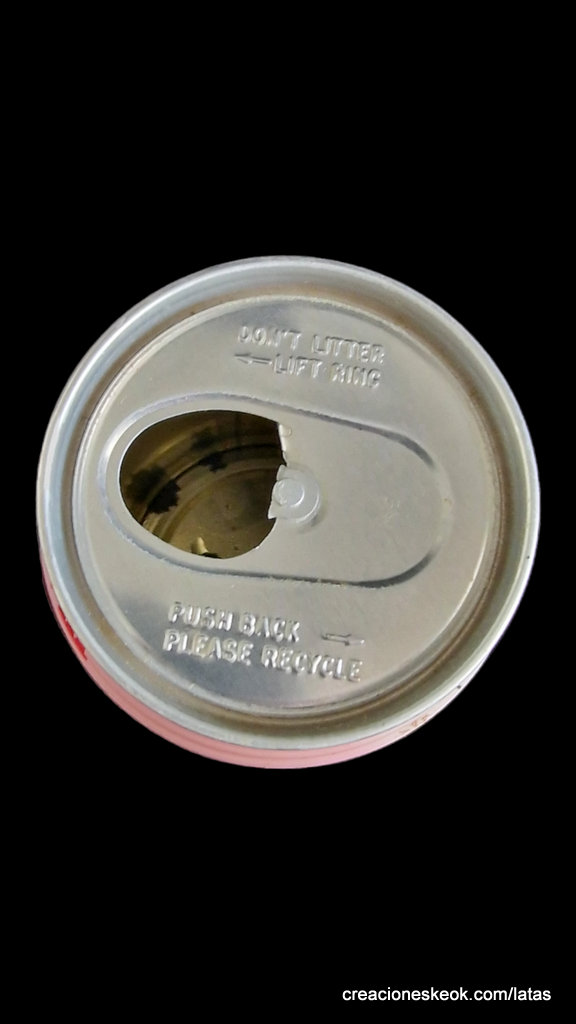 DON'T LITTER
LIFT RING
PUSH BACK
PLEASE RECYCLE
creacioneskeok.com/latas